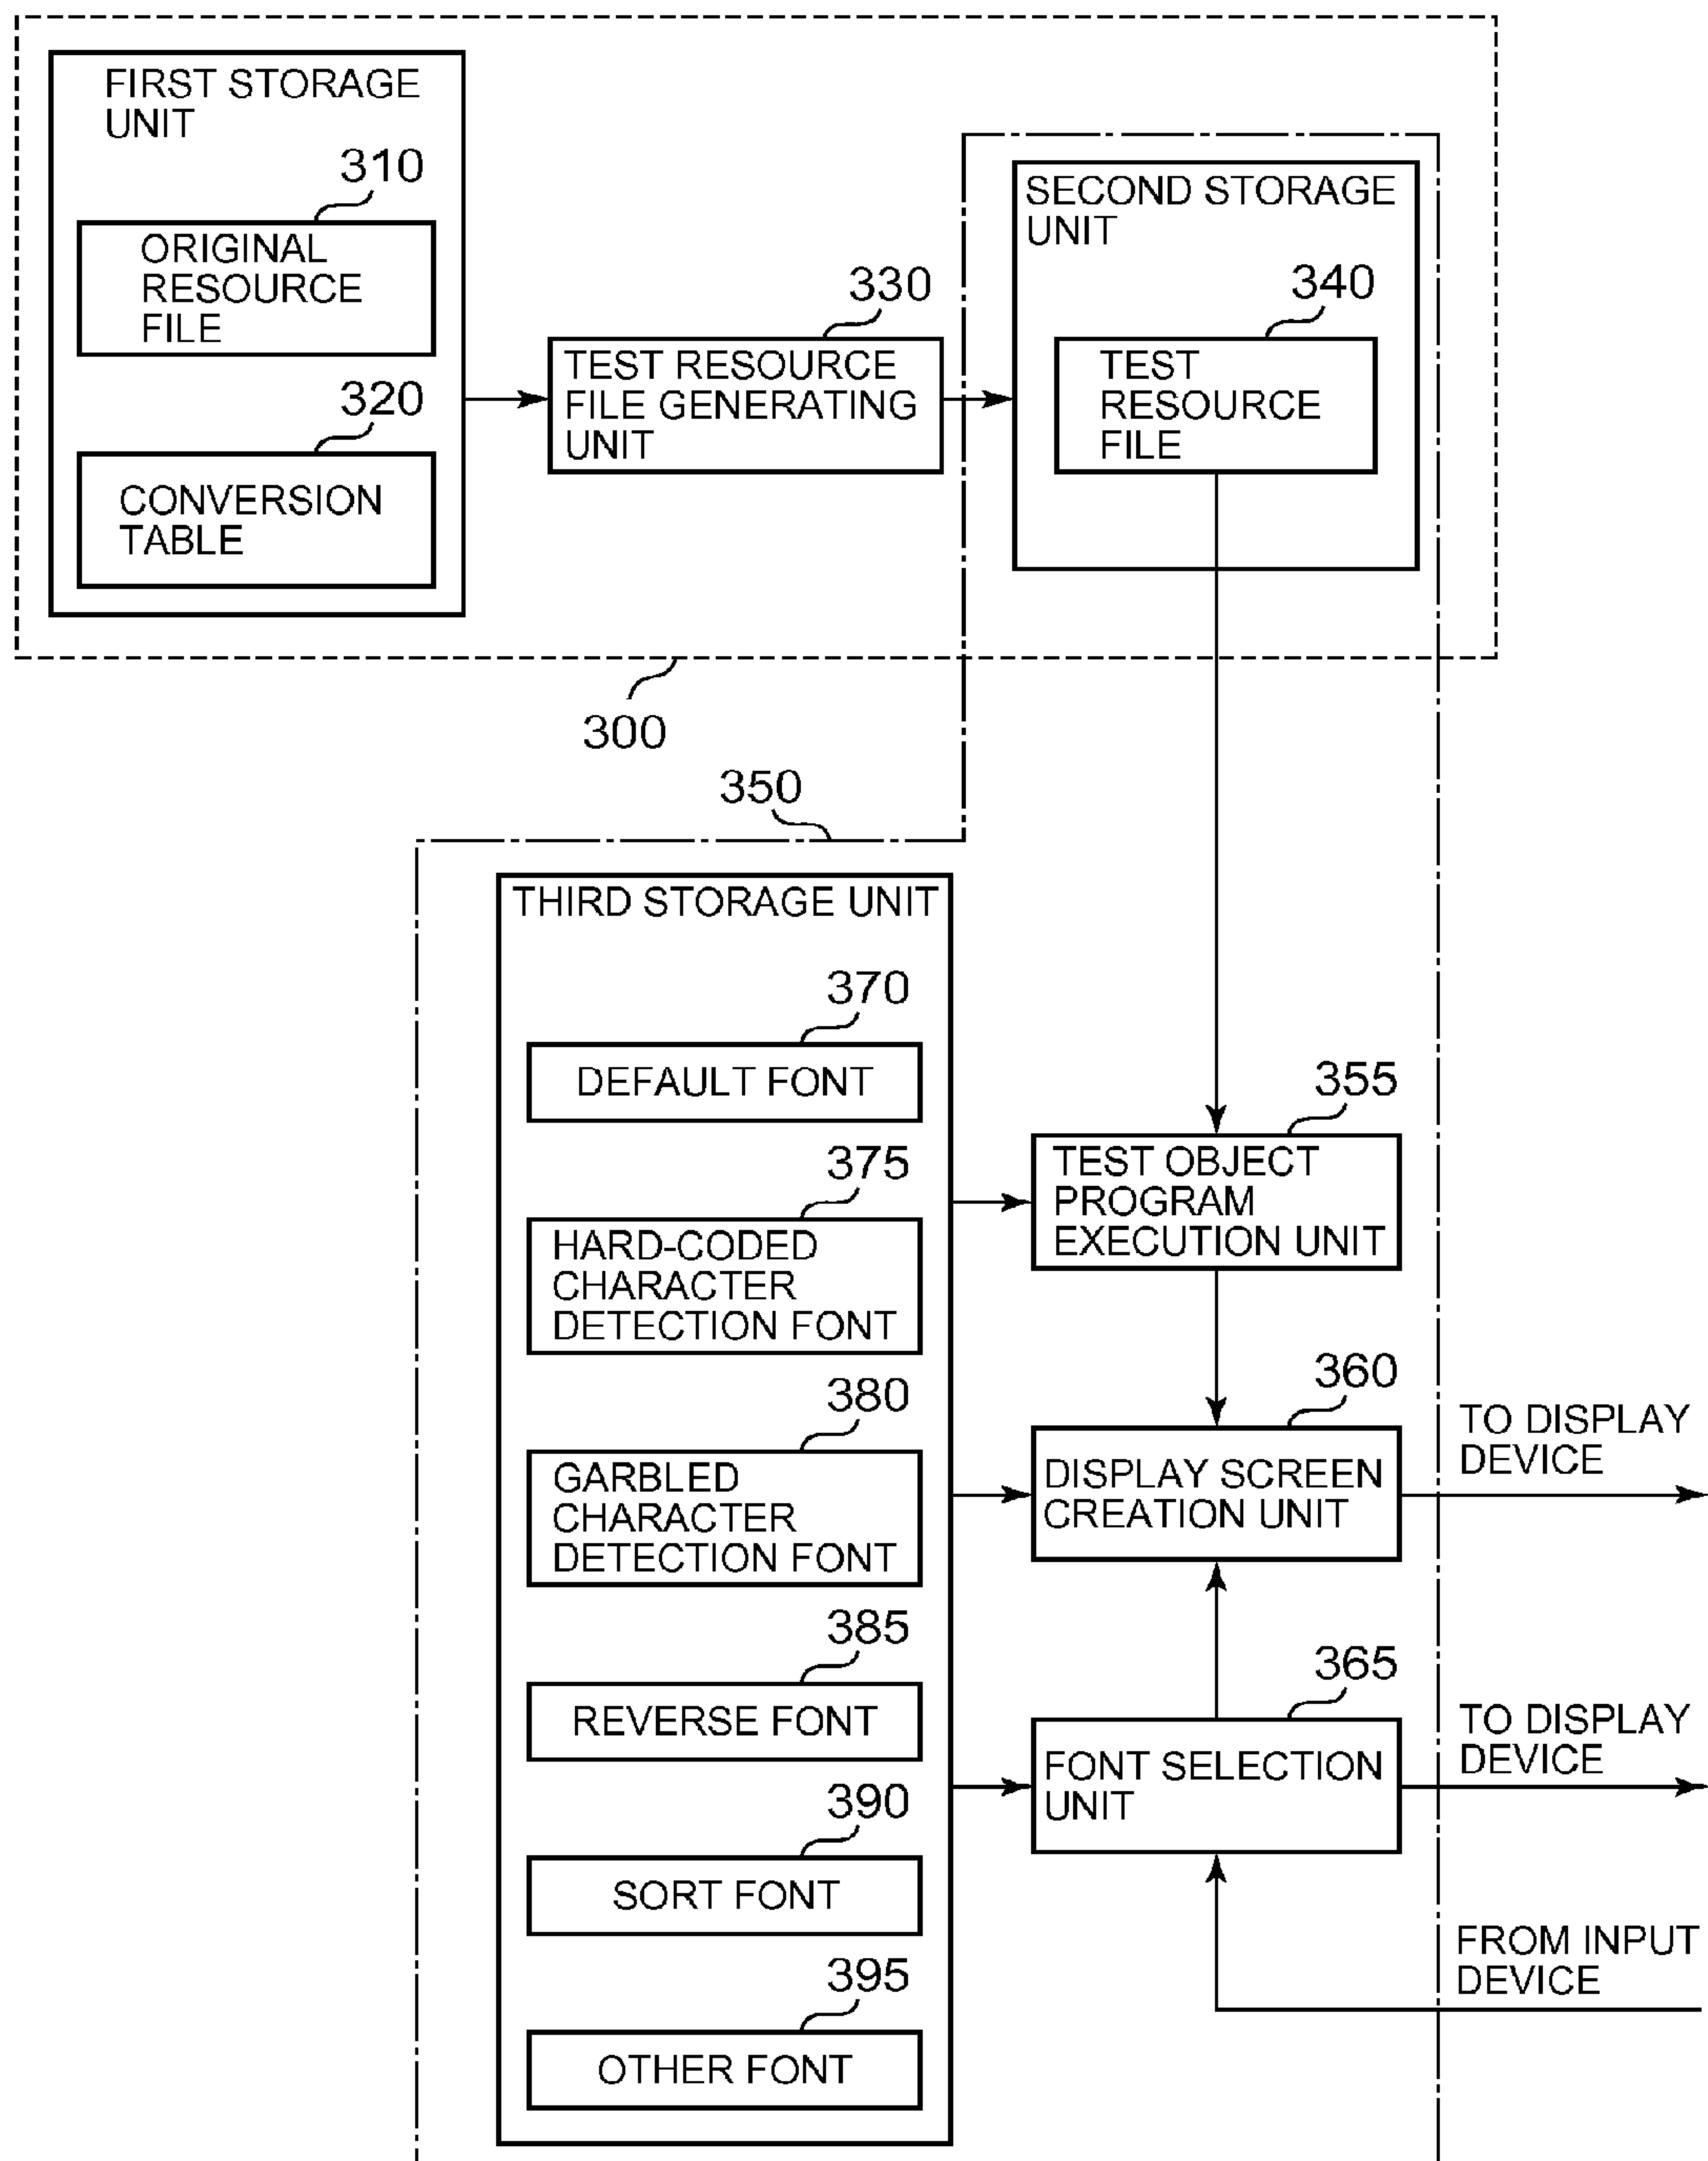 FIRST STORAGE
UNIT
310
ORIGINAL
RESOURCE
FILE
320
CONVERSION
TABLE
330
TEST RESOURCE
FILE GENERATING
UNIT
SECOND STORAGE
UNIT
340
TEST
RESOURCE
FILE
300
350
THIRD STORAGE UNIT
370
DEFAULT FONT
375
HARD-CODED
CHARACTER
DETECTION FONT
380
GARBLED
CHARACTER
DETECTION FONT
385
REVERSE FONT
390
SORT FONT
395
OTHER FONT
355
TEST OBJECT
PROGRAM
EXECUTION UNIT
360
DISPLAY SCREEN
CREATION UNIT
TO DISPLAY
DEVICE
365
FONT SELECTION
UNIT
TO DISPLAY
DEVICE
FROM INPUT
DEVICE